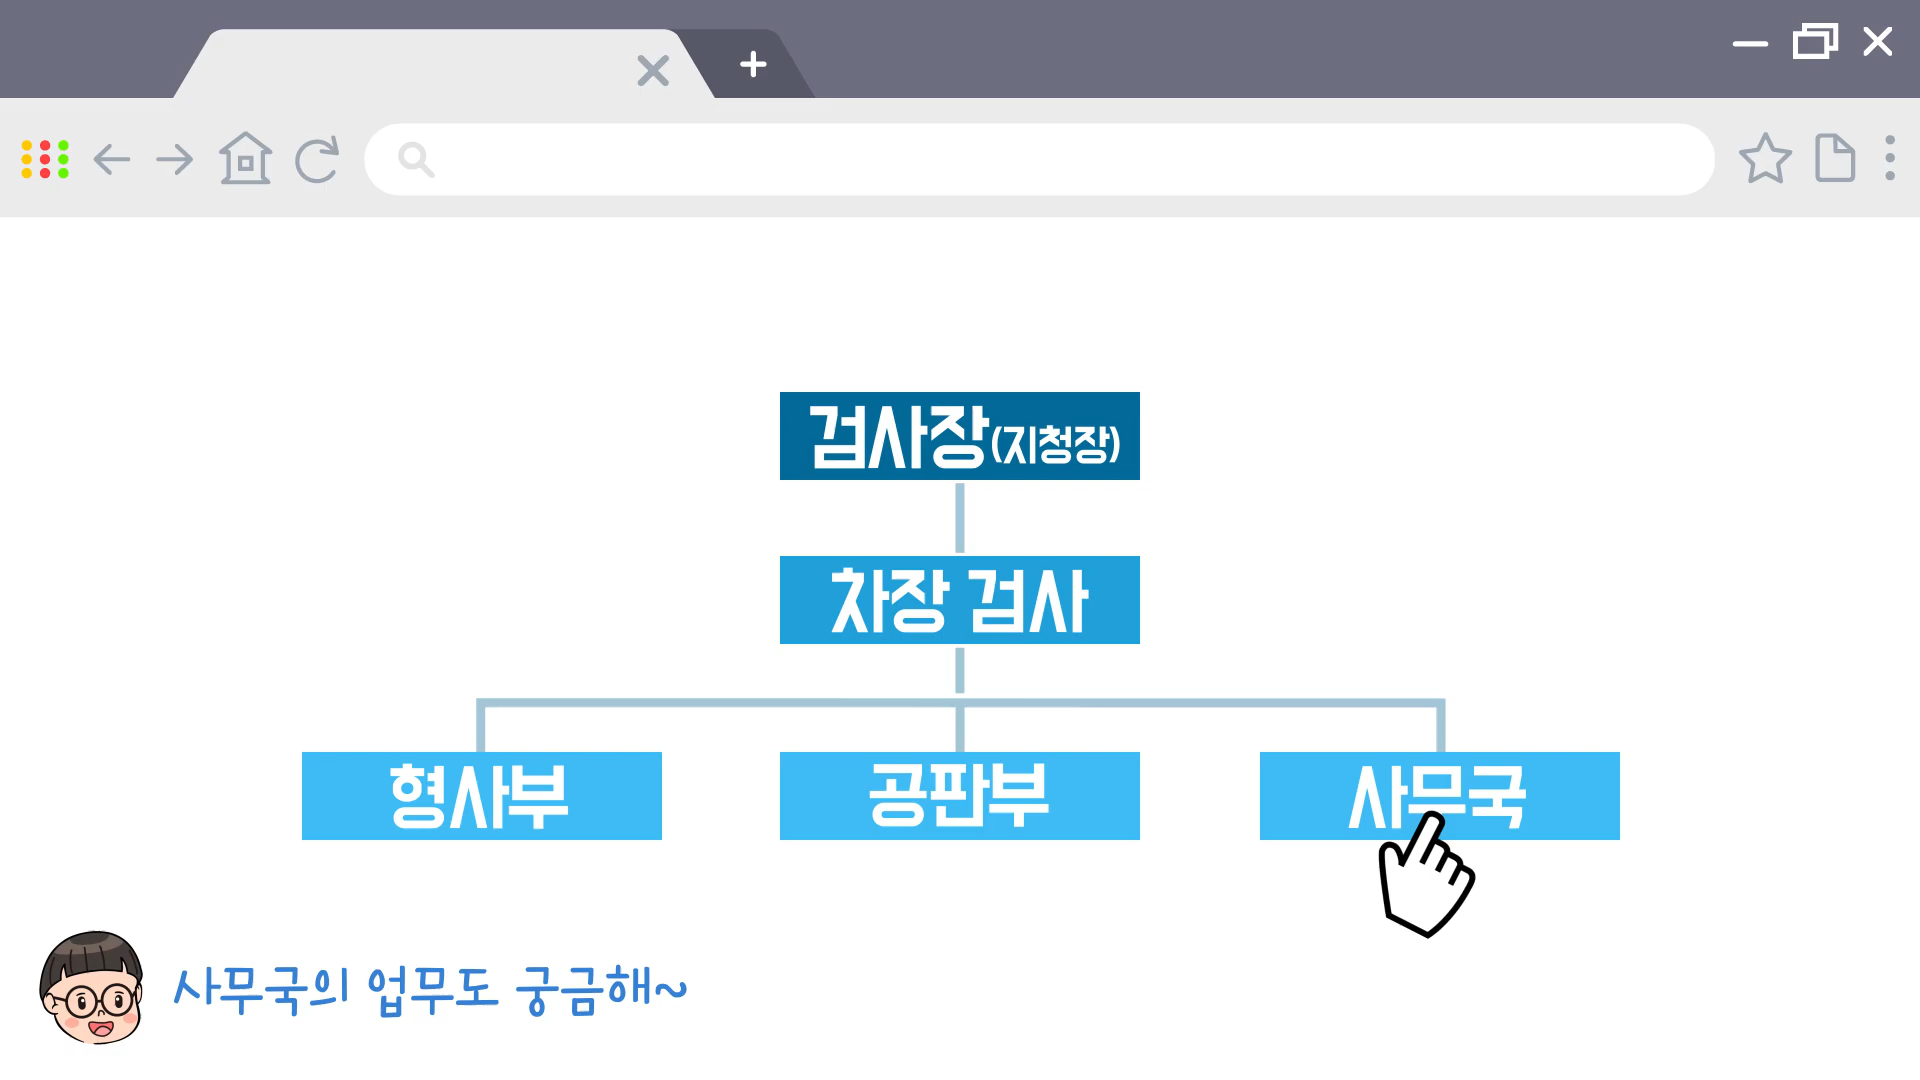 검사장(지청장)
차장 검사
형사부
공판부
사무국
사무국의 업무도 궁금해~